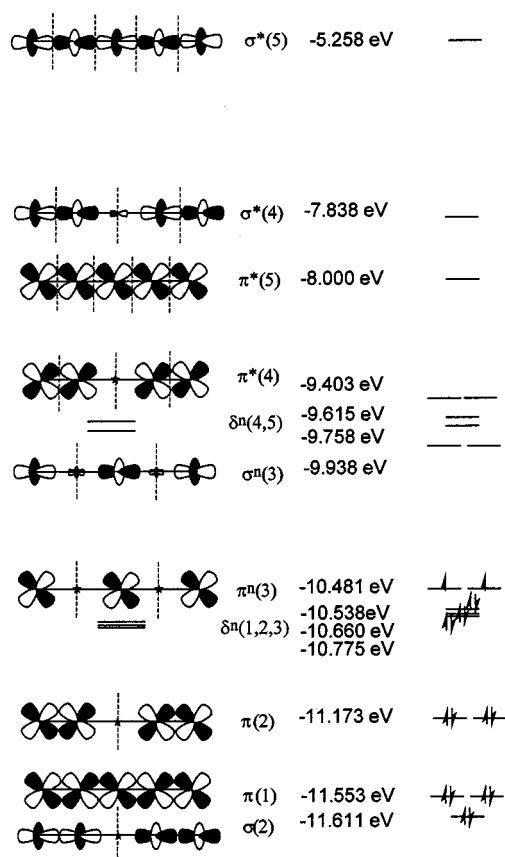 σ*(5) -5.258 eV
σ*(4) -7.838 eV
π*(5) -8.000 eV
π*(4) -9.403 eV
δⁿ(4,5) -9.615 eV
-9.758 eV
σⁿ(3) -9.938 eV
πⁿ(3) -10.481 eV
-10.538eV
δⁿ(1,2,3) -10.660 eV
-10.775 eV
π(2) -11.173 eV
π(1) -11.553 eV
σ(2) -11.611 eV